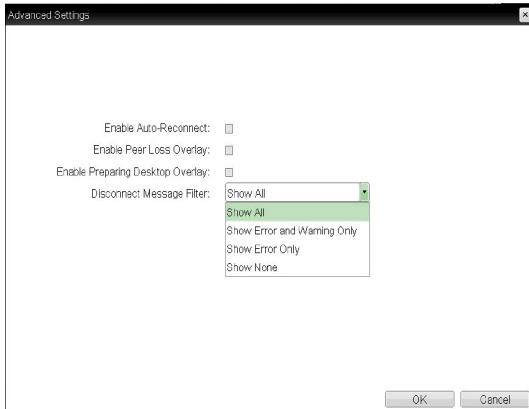 Advanced Settings
Enable Auto-Reconnect:
Enable Peer Loss Overlay:
Enable Preparing Desktop Overlay:
Disconnect Message Filter: Show All
Show All
Show Error and Warning Only
Show Error Only
Show None
OK Cancel